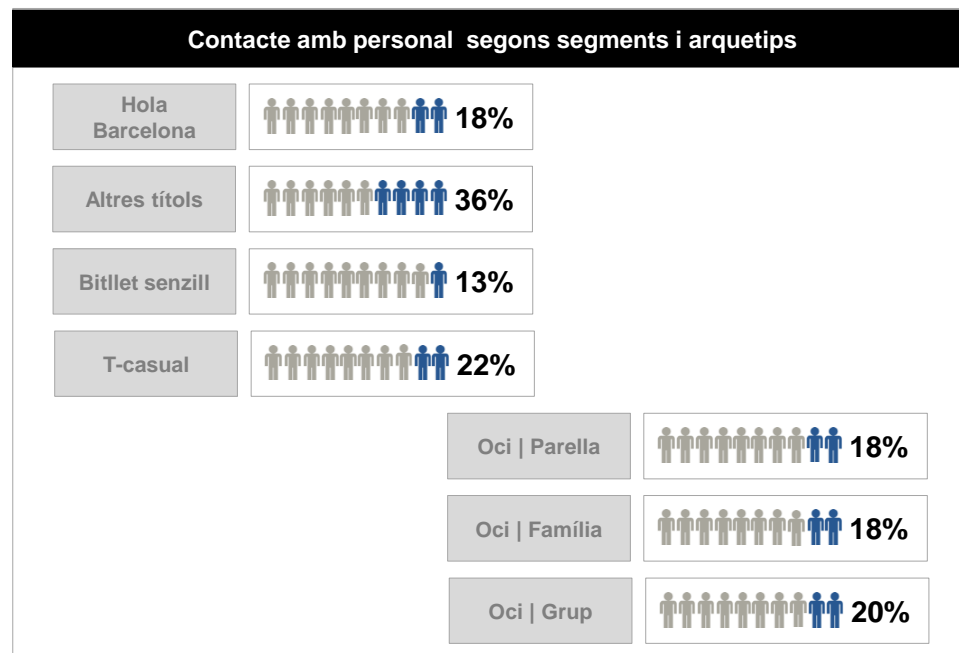 Contacte amb personal  segons segments i arquetips
Hola
Barcelona
18%
Altres títols
36%
Bitllet senzill
13%
T-casual
22%
Oci | Parella
18%
Oci | Família
18%
Oci | Grup
20%